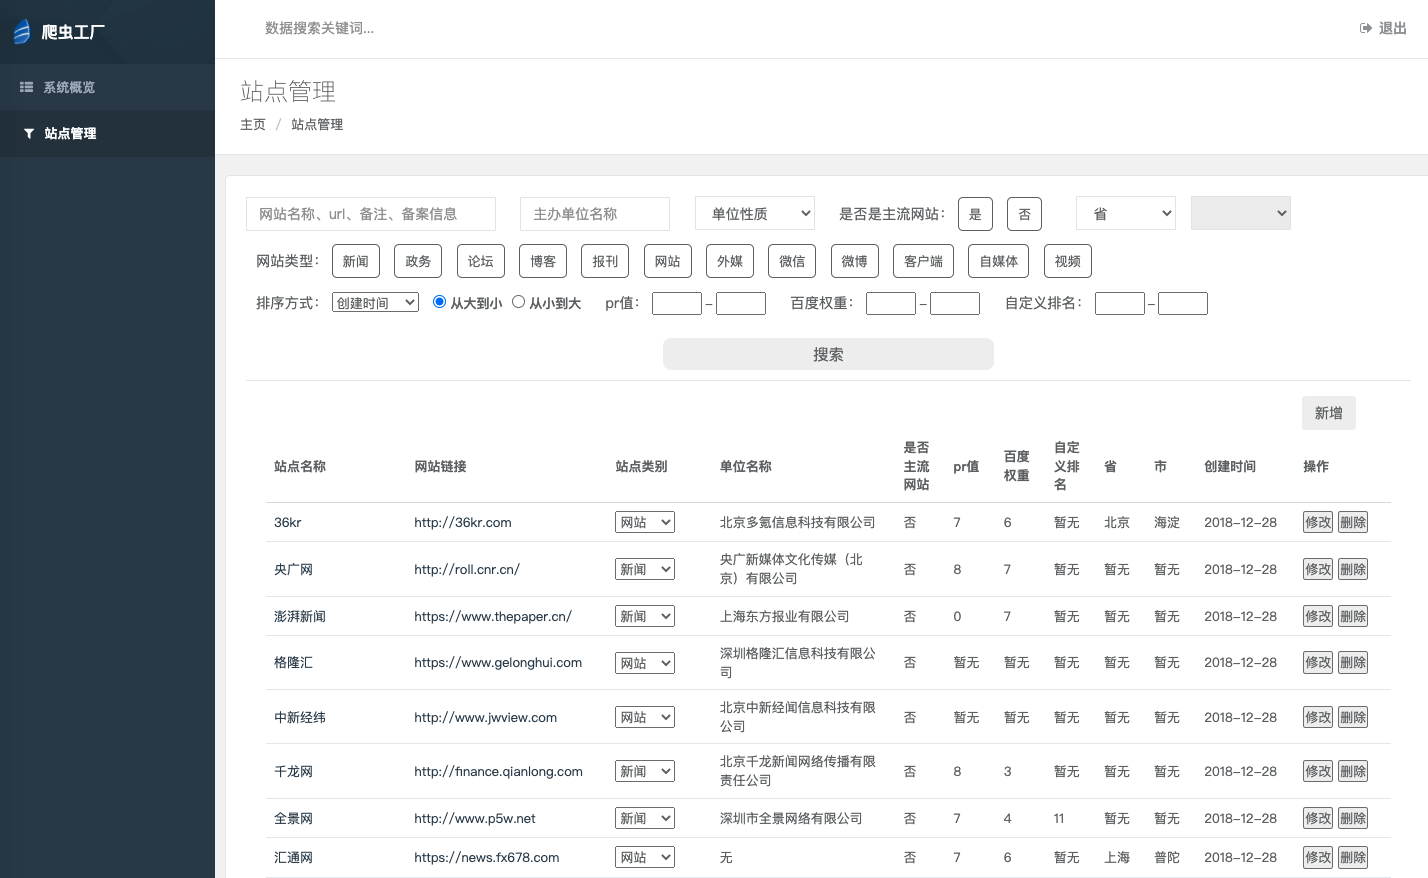 爬虫工厂
数据搜索关键词...
退出
系统概览
站点管理
站点管理
主页 / 站点管理
网站名称、url、备注、备案信息 主办单位名称 单位性质 是否是主流网站： 是 否 省
网站类型： 新闻 政务 论坛 博客 报刊 网站 外媒 微信 微博 客户端 自媒体 视频
排序方式： 创建时间 从大到小 从小到大 pr值： – 百度权重： – 自定义排名： –
搜索
新增
站点名称 网站链接 站点类别 单位名称 是否主流网站 pr值 百度权重 自定义排名 省 市 创建时间 操作
36kr http://36kr.com 网站 北京多氪信息科技有限公司 否 7 6 暂无 北京 海淀 2018-12-28 修改 删除
央广网 http://roll.cnr.cn/ 新闻 央广新媒体文化传媒（北京）有限公司 否 8 7 暂无 暂无 暂无 2018-12-28 修改 删除
澎湃新闻 https://www.thepaper.cn/ 新闻 上海东方报业有限公司 否 0 7 暂无 暂无 暂无 2018-12-28 修改 删除
格隆汇 https://www.gelonghui.com 网站 深圳格隆汇信息科技有限公司 否 暂无 暂无 暂无 暂无 暂无 2018-12-28 修改 删除
中新经纬 http://www.jwview.com 网站 北京中新经闻信息科技有限公司 否 暂无 暂无 暂无 暂无 暂无 2018-12-28 修改 删除
千龙网 http://finance.qianlong.com 新闻 北京千龙新闻网络传播有限责任公司 否 8 3 暂无 暂无 暂无 2018-12-28 修改 删除
全景网 http://www.p5w.net 新闻 深圳市全景网络有限公司 否 7 4 11 暂无 暂无 2018-12-28 修改 删除
汇通网 https://news.fx678.com 网站 无 否 7 6 暂无 上海 普陀 2018-12-28 修改 删除